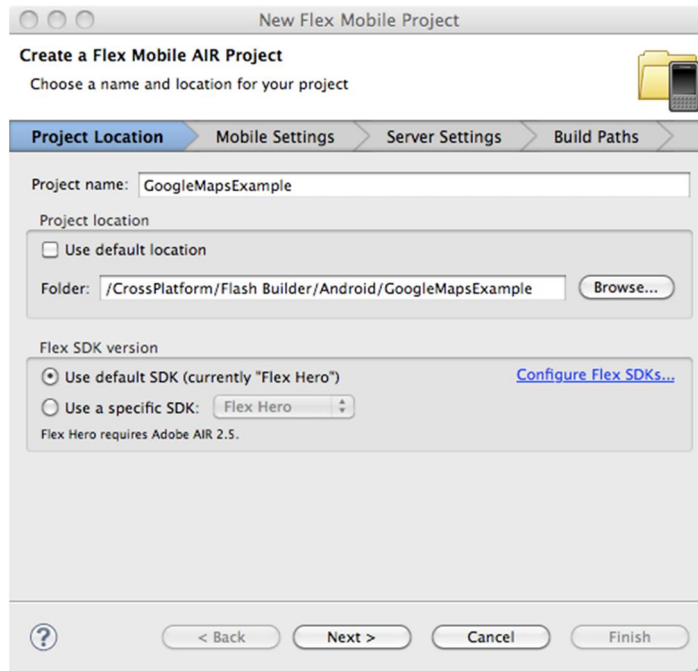 New Flex Mobile Project
Create a Flex Mobile AIR Project
Choose a name and location for your project
Project Location
Mobile Settings
Server Settings
Build Paths
Project name: GoogleMapsExample
Project location
Use default location
Folder: /CrossPlatform/Flash Builder/Android/GoogleMapsExample Browse...
Flex SDK version
Use default SDK (currently "Flex Hero") Configure Flex SDKs...
Use a specific SDK: Flex Hero
Flex Hero requires Adobe AIR 2.5.
? < Back Next > Cancel Finish